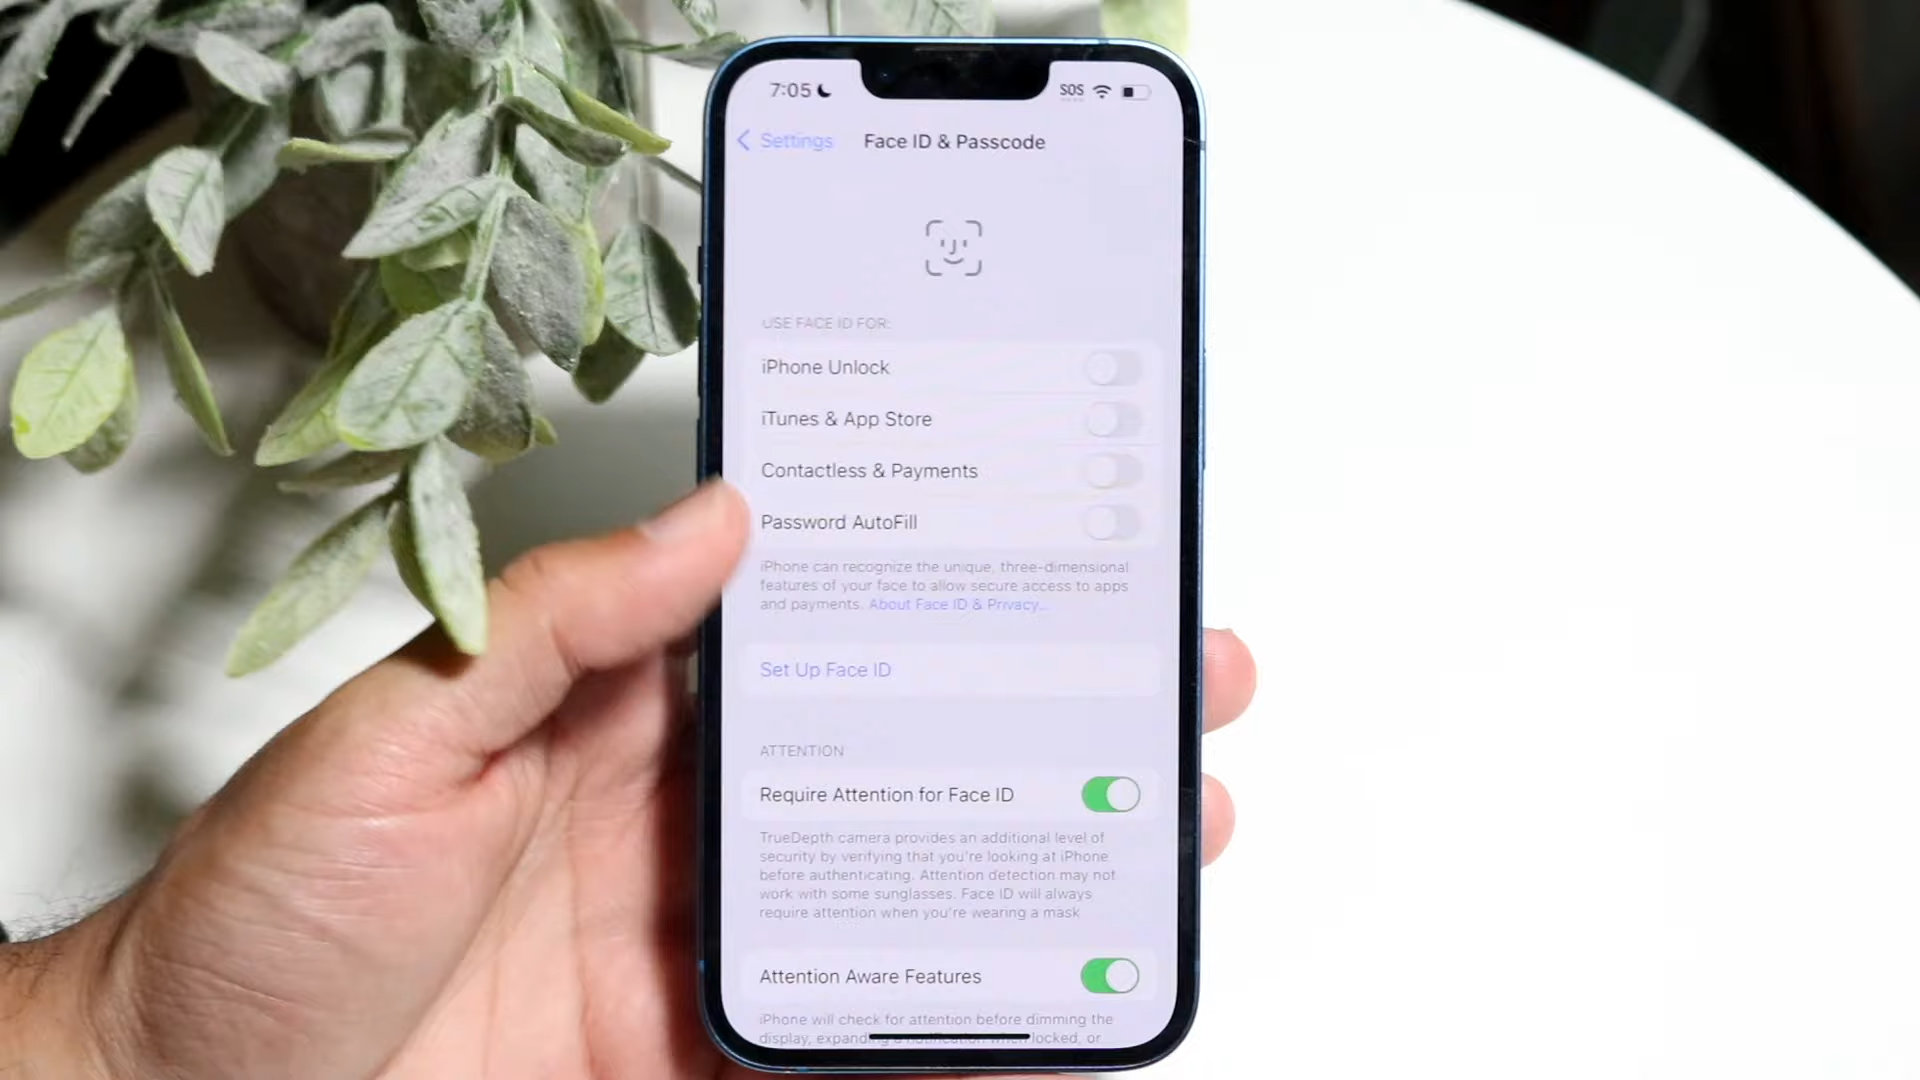 7:05
SOS
Settings
Face ID & Passcode
USE FACE ID FOR:
iPhone Unlock
iTunes & App Store
Contactless & Payments
Password AutoFill
iPhone can recognize the unique, three-dimensional
features of your face to allow secure access to apps
and payments. About Face ID & Privacy...
Set Up Face ID
ATTENTION
Require Attention for Face ID
TrueDepth camera provides an additional level of
security by verifying that you're looking at iPhone
before authenticating. Attention detection may not
work with some sunglasses. Face ID will always
require attention when you're wearing a mask
Attention Aware Features
iPhone will check for attention before dimming the
display, expanding a notification when locked, or